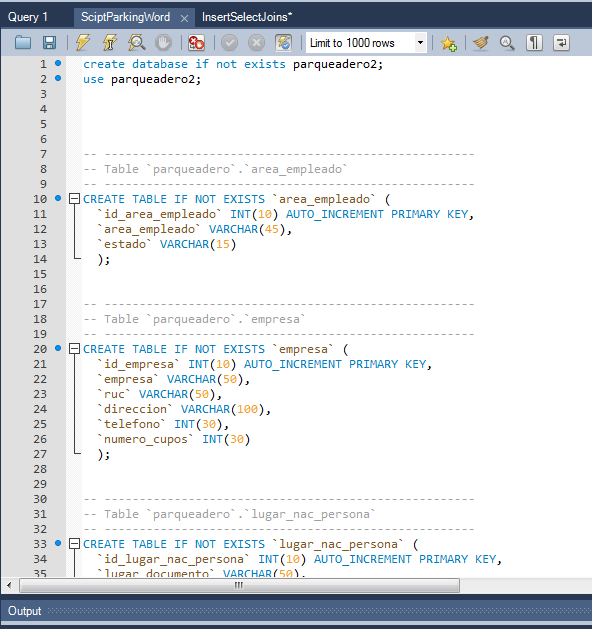 Query 1 SciptParkingWord InsertSelectJoins*
Limit to 1000 rows
1 create database if not exists parqueadero2;
2 use parqueadero2;
3
4
5
6
7 -- -----------------------------------------------------
8 -- Table `parqueadero`.`area_empleado`
9 -- -----------------------------------------------------
10 CREATE TABLE IF NOT EXISTS `area_empleado` (
11 `id_area_empleado` INT(10) AUTO_INCREMENT PRIMARY KEY,
12 `area_empleado` VARCHAR(45),
13 `estado` VARCHAR(15)
14 );
15
16
17 -- -----------------------------------------------------
18 -- Table `parqueadero`.`empresa`
19 -- -----------------------------------------------------
20 CREATE TABLE IF NOT EXISTS `empresa` (
21 `id_empresa` INT(10) AUTO_INCREMENT PRIMARY KEY,
22 `empresa` VARCHAR(50),
23 `ruc` VARCHAR(50),
24 `direccion` VARCHAR(100),
25 `telefono` INT(30),
26 `numero_cupos` INT(30)
27 );
28
29
30 -- -----------------------------------------------------
31 -- Table `parqueadero`.`lugar_nac_persona`
32 -- -----------------------------------------------------
33 CREATE TABLE IF NOT EXISTS `lugar_nac_persona` (
34 `id_lugar_nac_persona` INT(10) AUTO_INCREMENT PRIMARY KEY,
35 `lugar_documento` VARCHAR(50),
Output